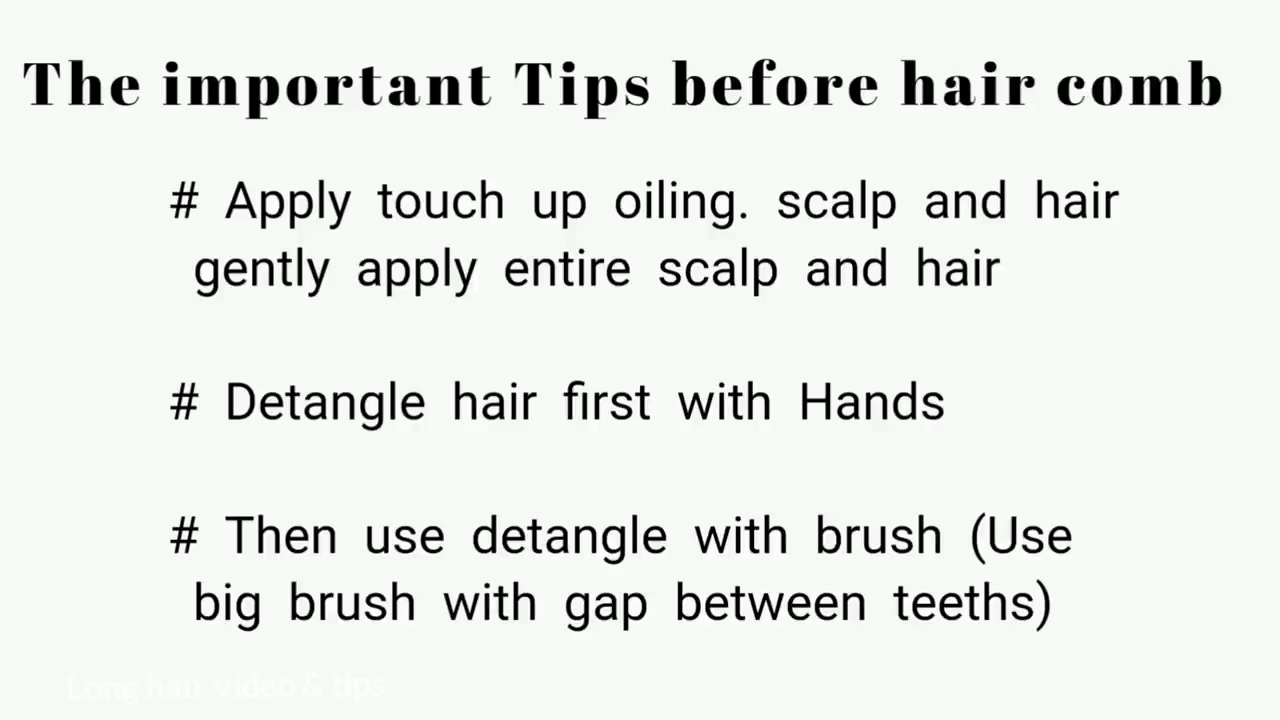 The important Tips before hair comb
# Apply touch up oiling. scalp and hair
gently apply entire scalp and hair
# Detangle hair first with Hands
# Then use detangle with brush (Use
big brush with gap between teeths)
Long hair video & tips